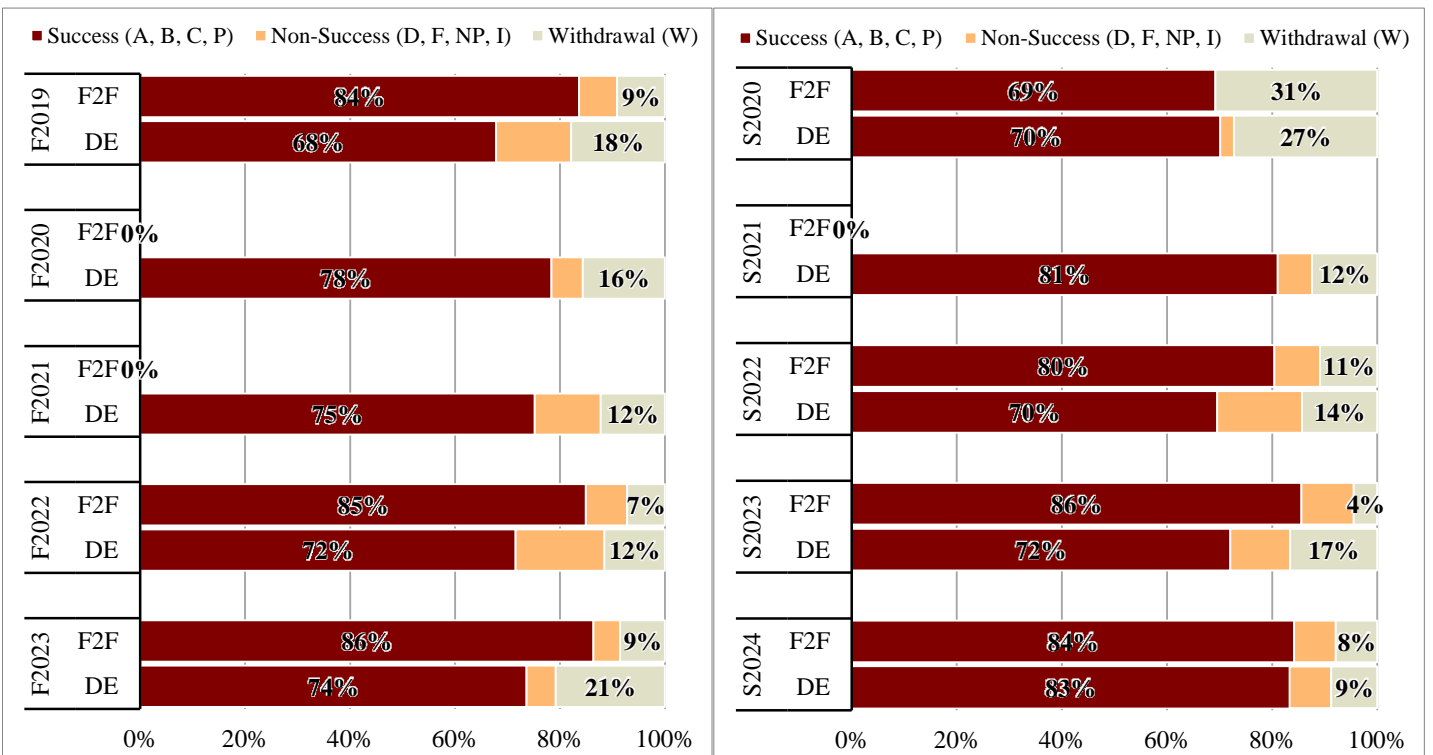 Success (A, B, C, P) Non-Success (D, F, NP, I) Withdrawal (W)
F2019
F2F 84% 9%
DE 68% 18%
F2020
F2F 0%
DE 78% 16%
F2021
F2F 0%
DE 75% 12%
F2022
F2F 85% 7%
DE 72% 12%
F2023
F2F 86% 9%
DE 74% 21%
0% 20% 40% 60% 80% 100%
Success (A, B, C, P) Non-Success (D, F, NP, I) Withdrawal (W)
S2020
F2F 69% 31%
DE 70% 27%
S2021
F2F 0%
DE 81% 12%
S2022
F2F 80% 11%
DE 70% 14%
S2023
F2F 86% 4%
DE 72% 17%
S2024
F2F 84% 8%
DE 83% 9%
0% 20% 40% 60% 80% 100%